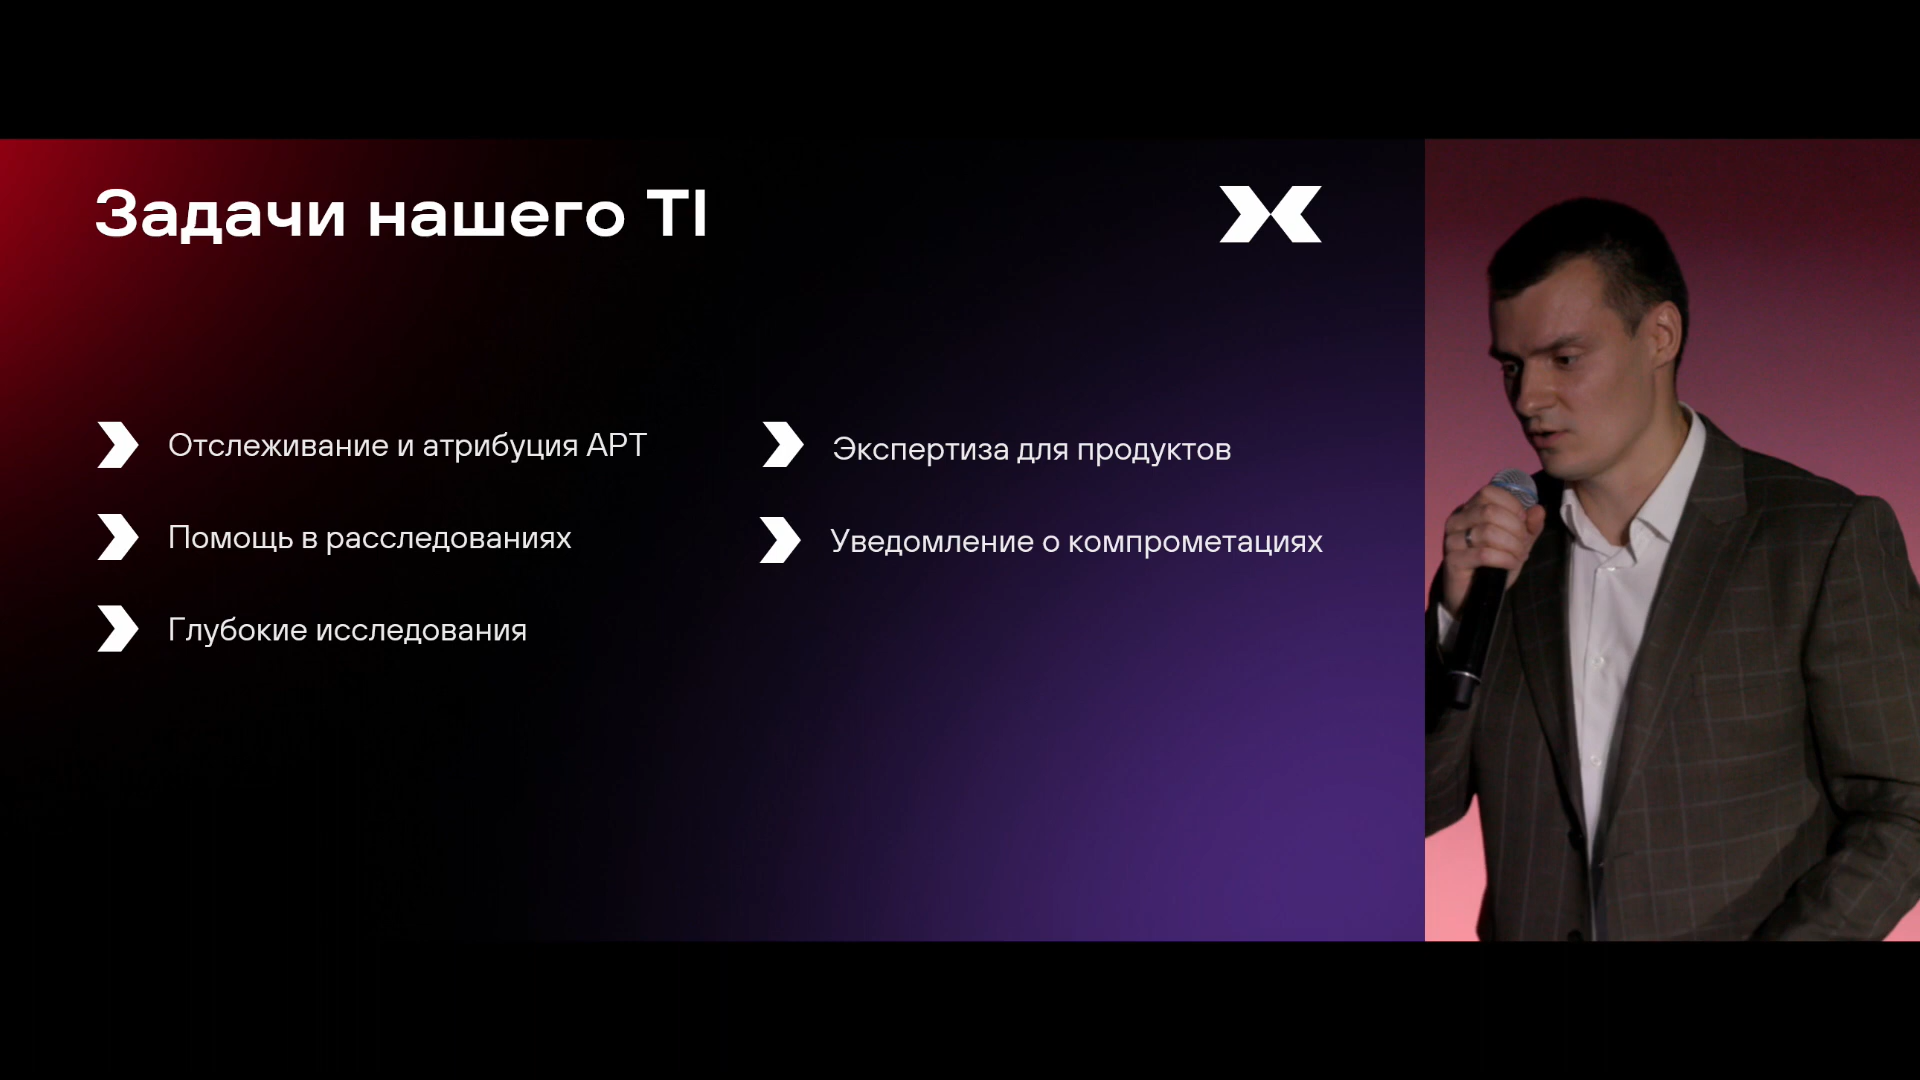 Задачи нашего TI
Отслеживание и атрибуция APT
Помощь в расследованиях
Глубокие исследования
Экспертиза для продуктов
Уведомление о компрометациях